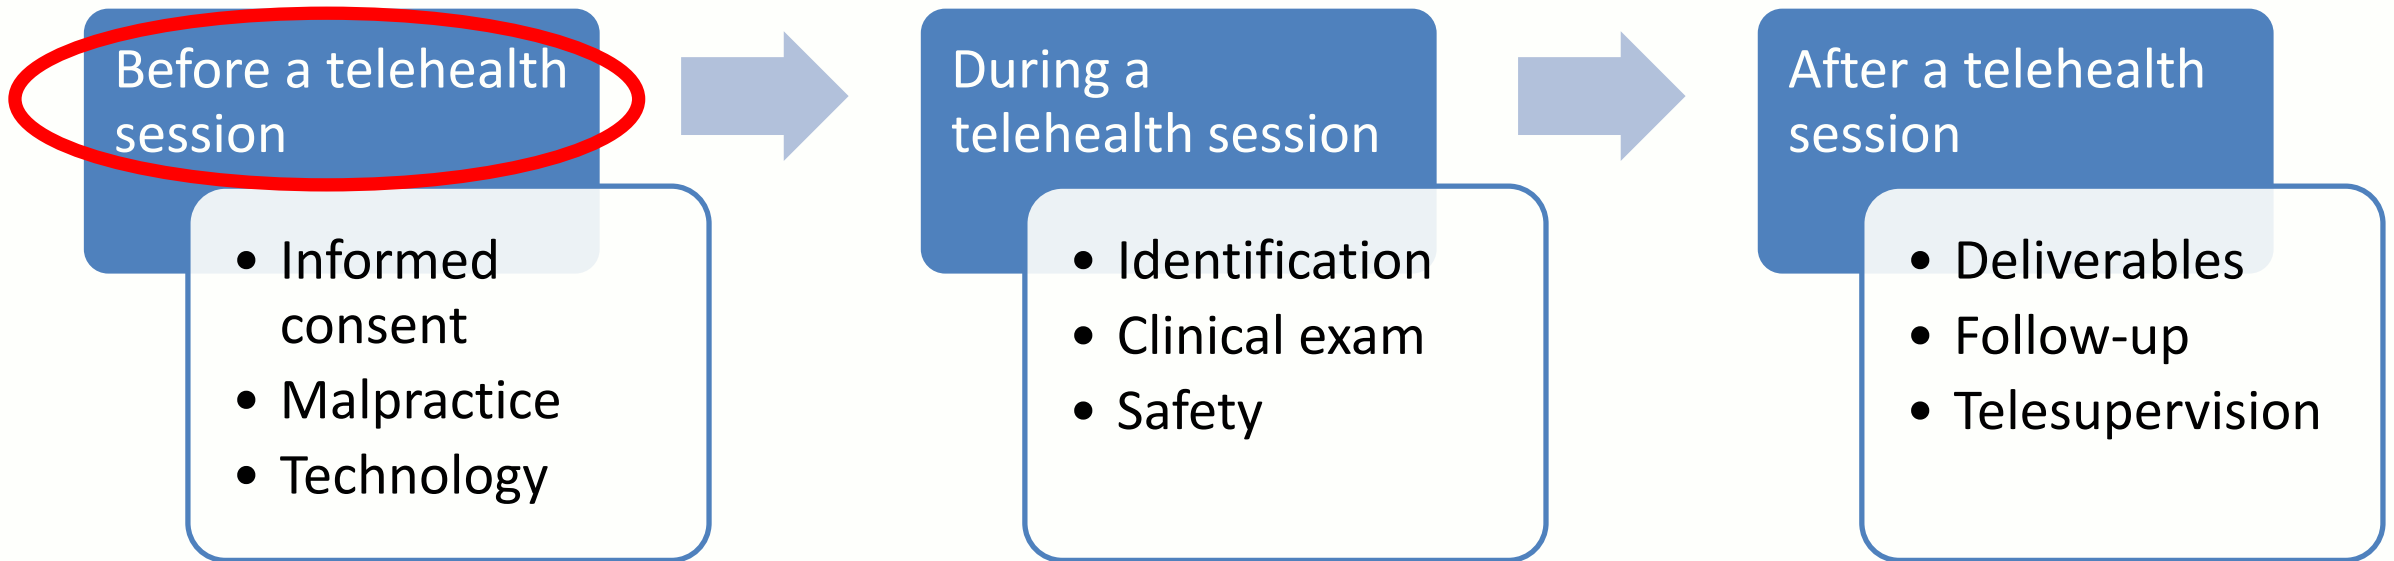 Before a telehealth
session
• Informed
consent
• Malpractice
• Technology
During a
telehealth session
• Identification
• Clinical exam
• Safety
After a telehealth
session
• Deliverables
• Follow-up
• Telesupervision